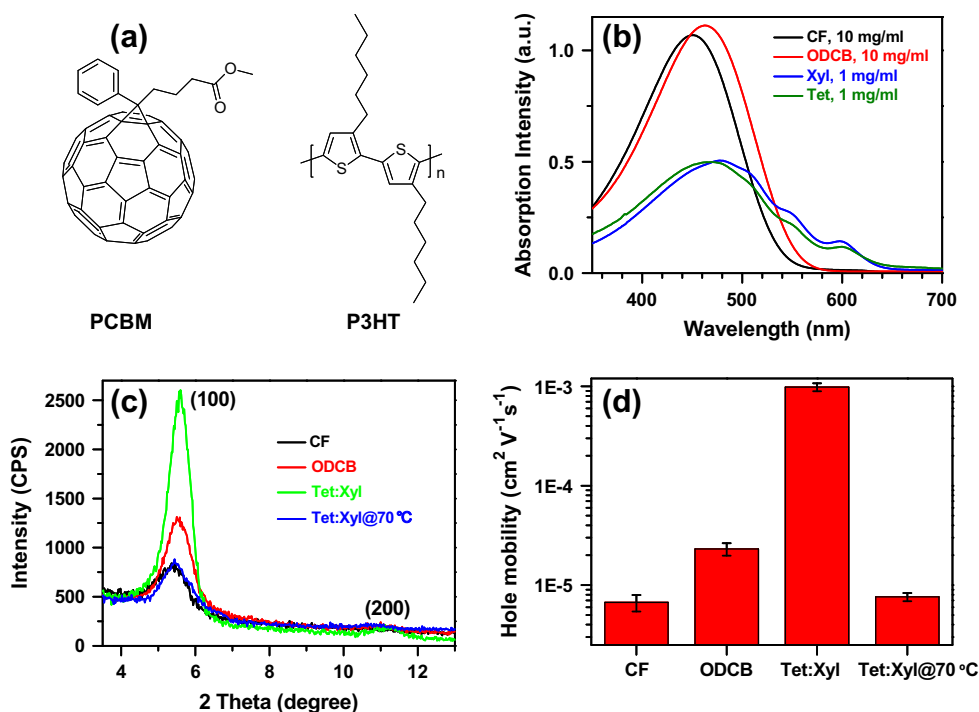 (a)
O
O
S
S
n
PCBM
P3HT
(b)
CF, 10 mg/ml
ODCB, 10 mg/ml
Xyl, 1 mg/ml
Tet, 1 mg/ml
Absorption Intensity (a.u.)
1.0
0.5
0.0
400 500 600 700
Wavelength (nm)
(c)
(100)
CF
ODCB
Tet:Xyl
Tet:Xyl@70 °C
(200)
Intensity (CPS)
2500
2000
1500
1000
500
0
4 6 8 10 12
2 Theta (degree)
(d)
Hole mobility (cm² V⁻¹s⁻¹)
1E-3
1E-4
1E-5
CF ODCB Tet:Xyl Tet:Xyl@70 °C